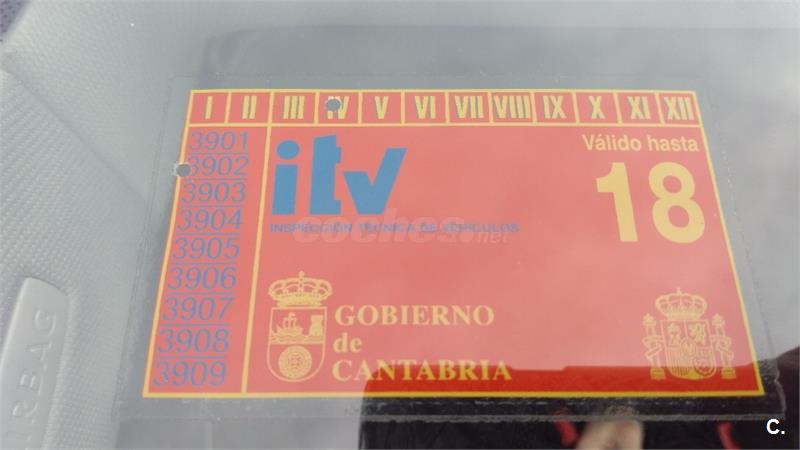 I II III IV V VI VII VIII IX X XI XII
3901
3902
3903
3904
3905
3906
3907
3908
3909
itv
INSPECCIÓN TÉCNICA DE VEHÍCULOS
Válido hasta
18
coches.net
GOBIERNO
de
CANTABRIA
AIRBAG
C.